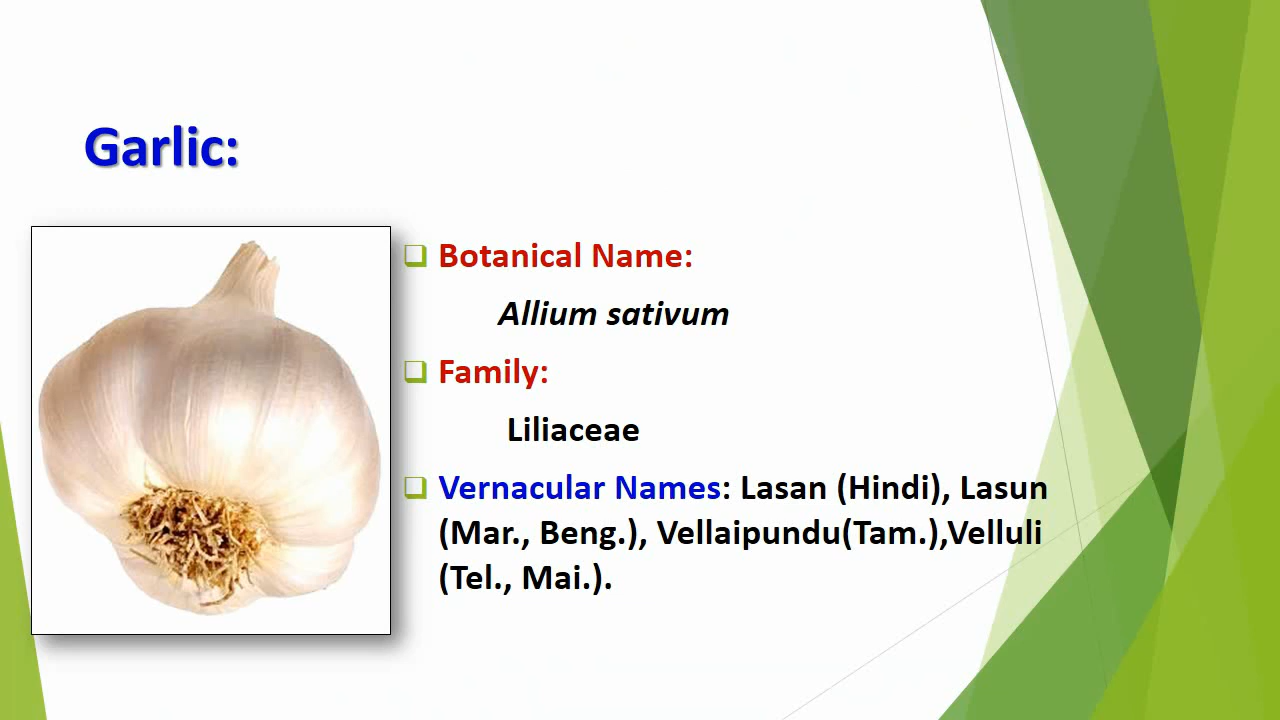 Garlic:
Botanical Name:
Allium sativum
Family:
Liliaceae
Vernacular Names: Lasan (Hindi), Lasun
(Mar., Beng.), Vellaipundu(Tam.),Velluli
(Tel., Mai.).